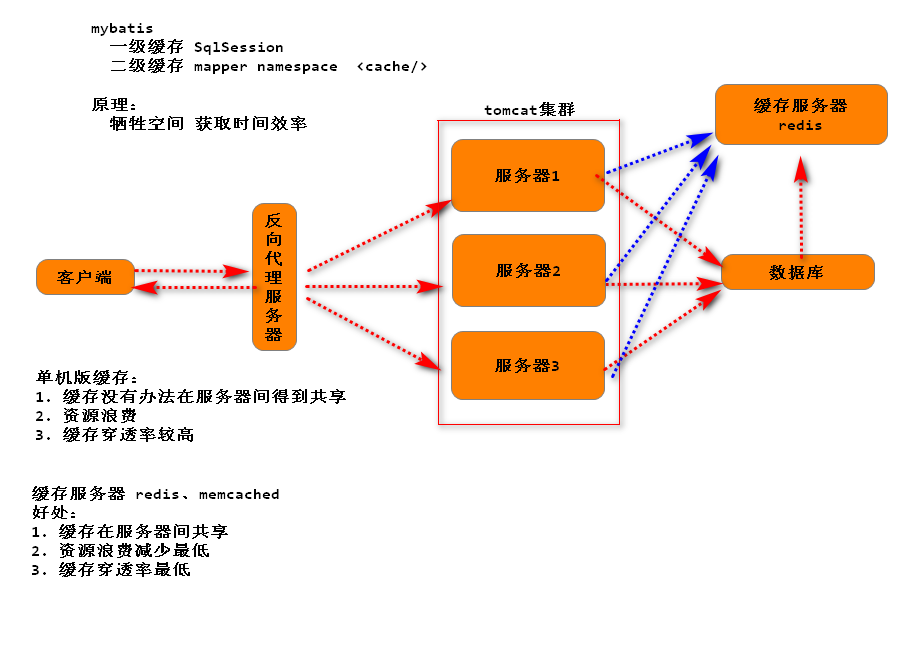 mybatis
一级缓存 SqlSession
二级缓存 mapper namespace <cache/>
原理：
牺牲空间 获取时间效率
tomcat集群
缓存服务器
redis
服务器1
反向代理服务器
服务器2
客户端
数据库
服务器3
单机版缓存：
1. 缓存没有办法在服务器间得到共享
2. 资源浪费
3. 缓存穿透率较高
缓存服务器 redis、memcached
好处：
1. 缓存在服务器间共享
2. 资源浪费减少最低
3. 缓存穿透率最低